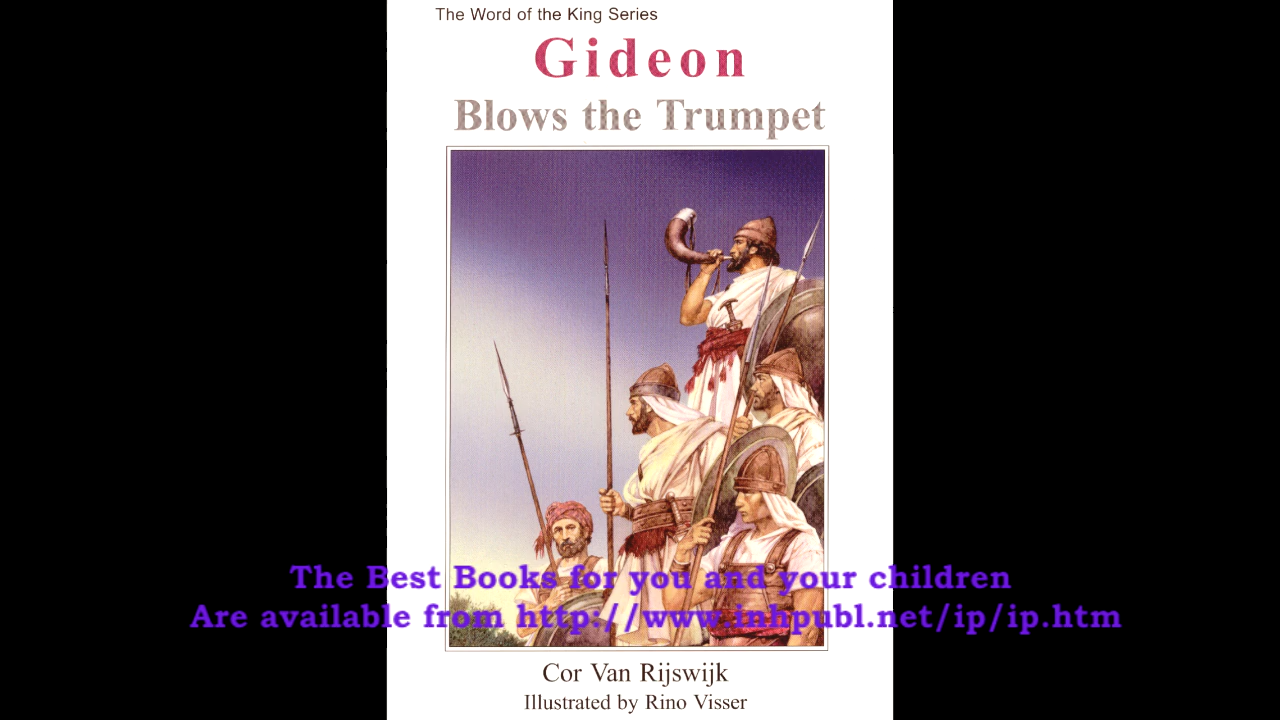 The Word of the King Series
Gideon
Blows the Trumpet
The Best Books for you and your children
Are available from http://www.inhpubl.net/ip/ip.htm
Cor Van Rijswijk
Illustrated by Rino Visser